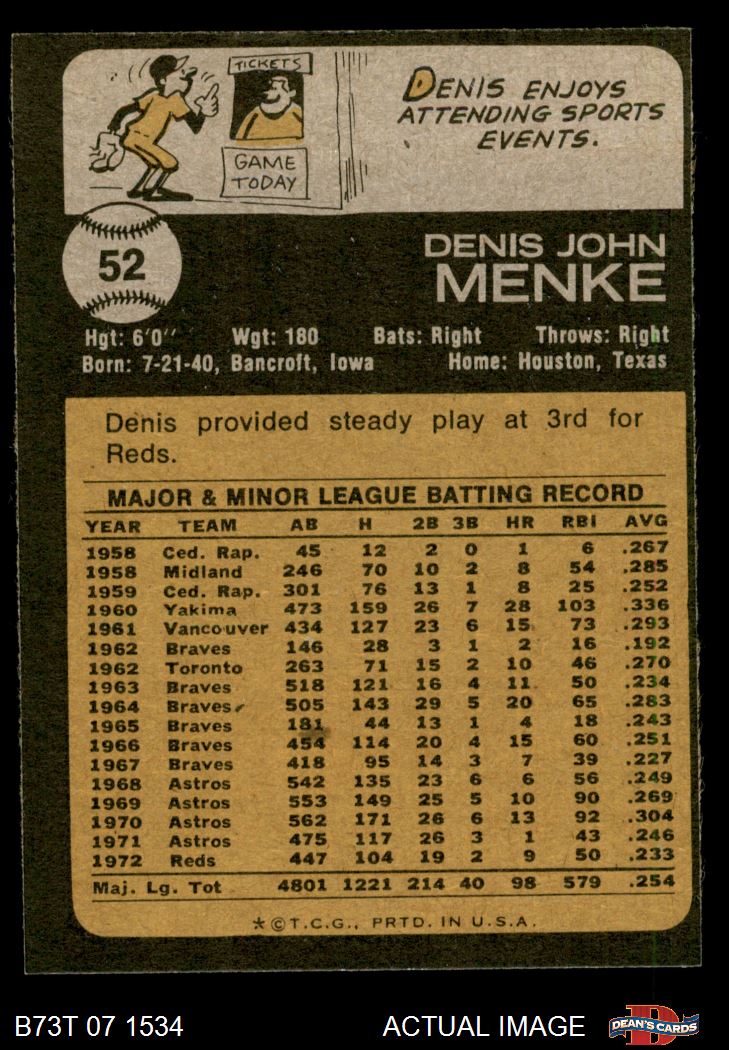 TICKETS
GAME
TODAY
DENIS ENJOYS
ATTENDING SPORTS
EVENTS.
52
DENIS JOHN
MENKE
Hgt: 6'0" Wgt: 180 Bats: Right Throws: Right
Born: 7-21-40, Bancroft, Iowa Home: Houston, Texas
Denis provided steady play at 3rd for
Reds.
MAJOR & MINOR LEAGUE BATTING RECORD
YEAR TEAM AB H 2B 3B HR RBI AVG
1958 Ced. Rap. 45 12 2 0 1 6 .267
1958 Midland 246 70 10 2 8 54 .285
1959 Ced. Rap. 301 76 13 1 8 25 .252
1960 Yakima 473 159 26 7 28 103 .336
1961 Vancouver 434 127 23 6 15 73 .293
1962 Braves 146 28 3 1 2 16 .192
1962 Toronto 263 71 15 2 10 46 .270
1963 Braves 518 121 16 4 11 50 .234
1964 Braves 505 143 29 5 20 65 .283
1965 Braves 181 44 13 1 4 18 .243
1966 Braves 454 114 20 4 15 60 .251
1967 Braves 418 95 14 3 7 39 .227
1968 Astros 542 135 23 6 6 56 .249
1969 Astros 553 149 25 5 10 90 .269
1970 Astros 562 171 26 6 13 92 .304
1971 Astros 475 117 26 3 1 43 .246
1972 Reds 447 104 19 2 9 50 .233
Maj. Lg. Tot 4801 1221 214 40 98 579 .254
*©T.C.G., PRTD. IN U.S.A.
B73T 07 1534 ACTUAL IMAGE
D
DEAN'S CARDS